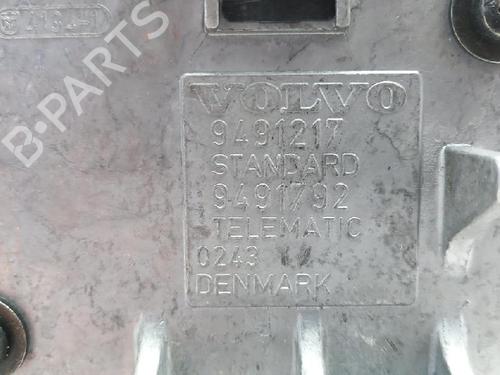 VOLVO
9491217
STANDARD
9491792
TELEMATIC
0243
DENMARK
B-PARTS